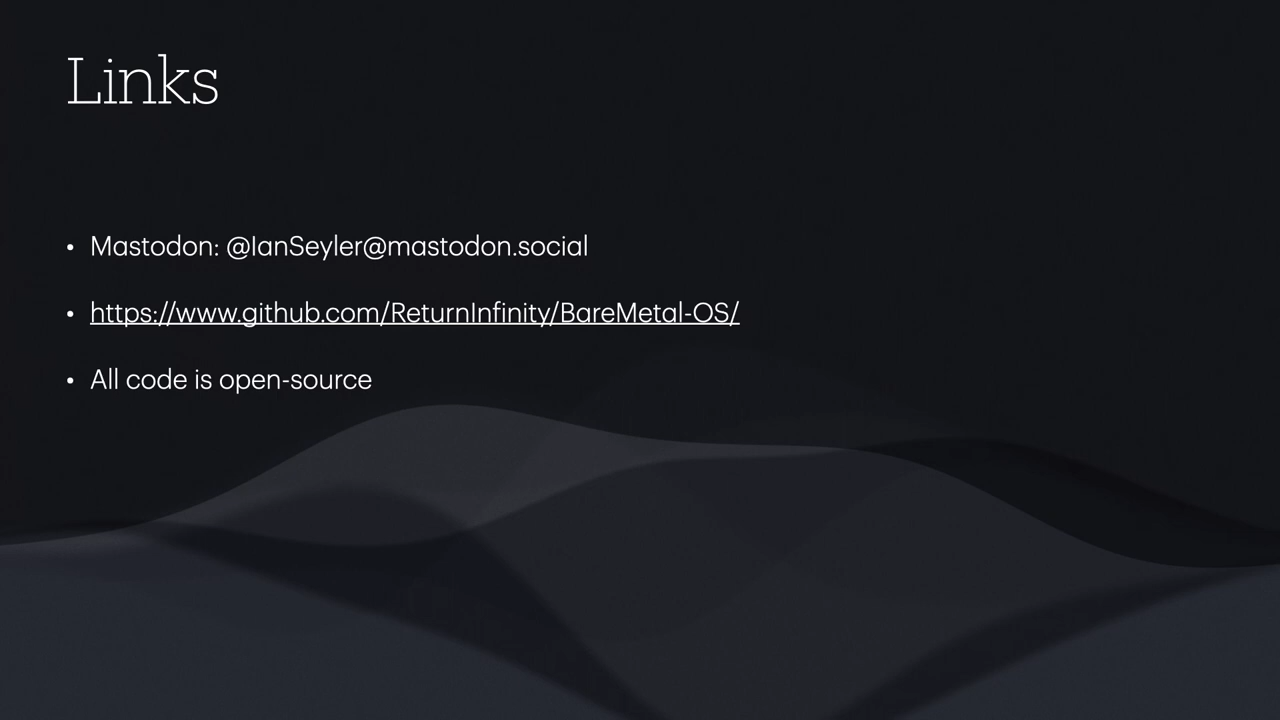 Links
• Mastodon: @IanSeyler@mastodon.social
• https://www.github.com/ReturnInfinity/BareMetal-OS/
• All code is open-source